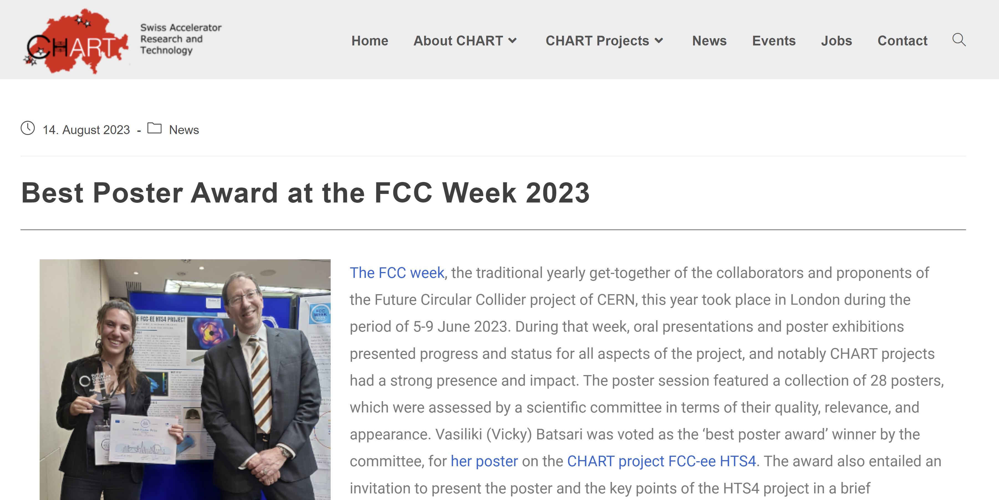 CHART
Swiss Accelerator
Research and
Technology
Home About CHART CHART Projects News Events Jobs Contact
14. August 2023 - News
Best Poster Award at the FCC Week 2023
The FCC week, the traditional yearly get-together of the collaborators and proponents of
the Future Circular Collider project of CERN, this year took place in London during the
period of 5-9 June 2023. During that week, oral presentations and poster exhibitions
presented progress and status for all aspects of the project, and notably CHART projects
had a strong presence and impact. The poster session featured a collection of 28 posters,
which were assessed by a scientific committee in terms of their quality, relevance, and
appearance. Vasiliki (Vicky) Batsari was voted as the ‘best poster award’ winner by the
committee, for her poster on the CHART project FCC-ee HTS4. The award also entailed an
invitation to present the poster and the key points of the HTS4 project in a brief
FCC-EE HTS4 PROJECT
FCC
WEEK
2023
FUTURE
CIRCULAR
COLLIDER
Best Poster Prize